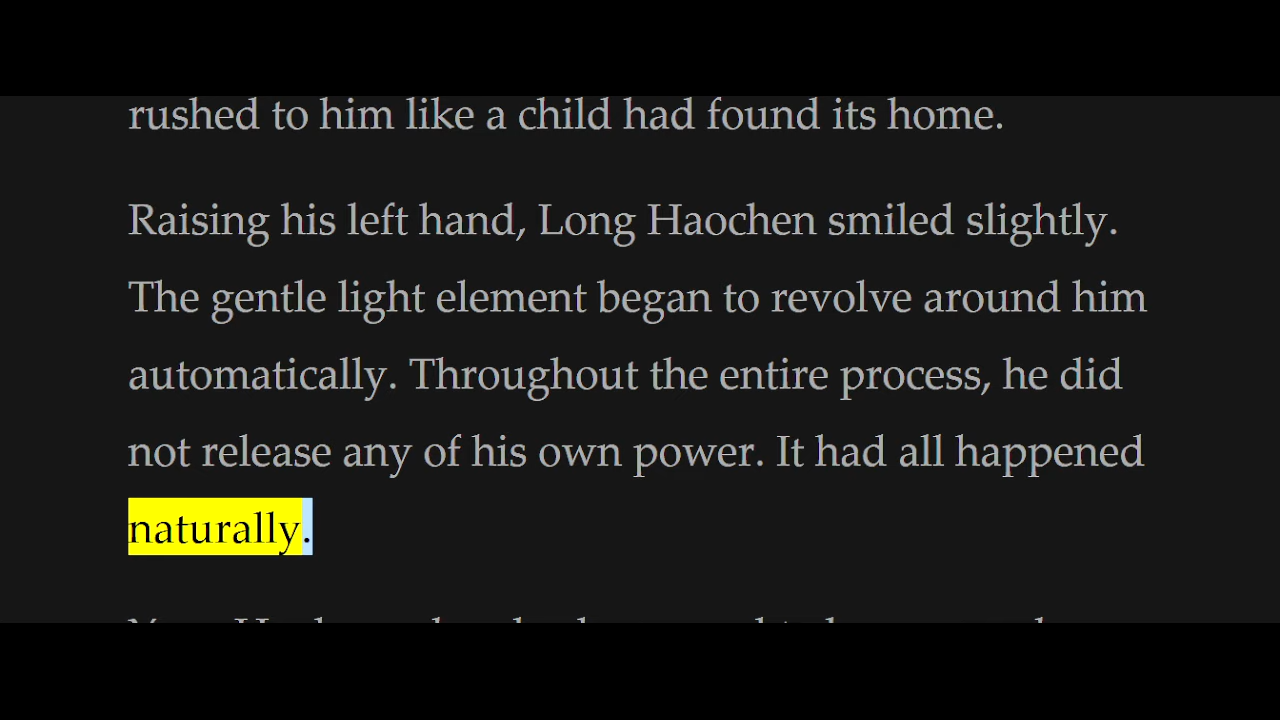 rushed to him like a child had found its home.
Raising his left hand, Long Haochen smiled slightly.
The gentle light element began to revolve around him
automatically. Throughout the entire process, he did
not release any of his own power. It had all happened
naturally.